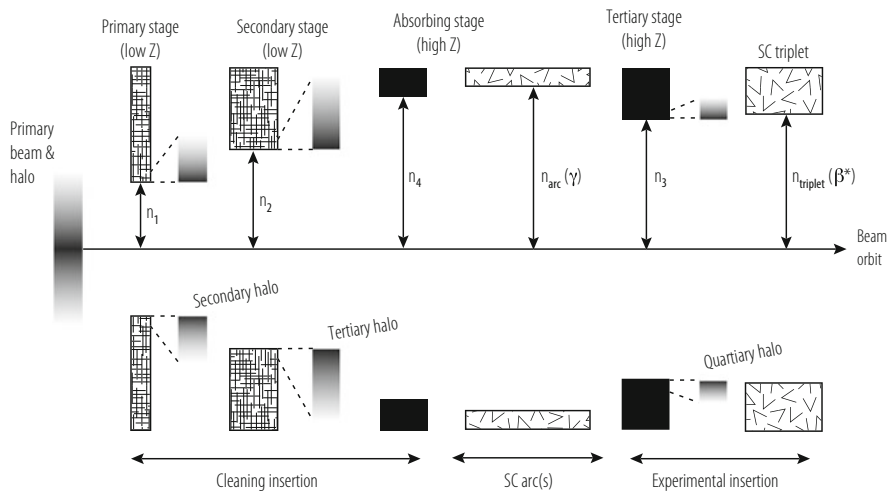 Primary stage
(low Z)
Secondary stage
(low Z)
Absorbing stage
(high Z)
Tertiary stage
(high Z)
SC triplet
Primary
beam &
halo
n1
n2
n4
narc (γ)
n3
ntriplet (β*)
Beam
orbit
Secondary halo
Tertiary halo
Quartiary halo
Cleaning insertion
SC arc(s)
Experimental insertion